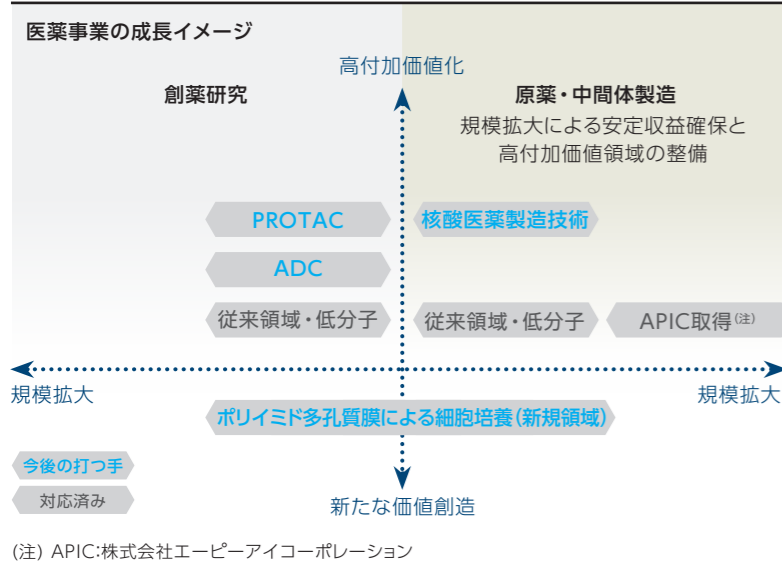 医薬事業の成長イメージ
高付加価値化
創薬研究
原薬・中間体製造
規模拡大による安定収益確保と
高付加価値領域の整備
PROTAC
核酸医薬製造技術
ADC
従来領域・低分子
従来領域・低分子
APIC取得(注)
規模拡大
規模拡大
ポリイミド多孔質膜による細胞培養(新規領域)
今後の打つ手
対応済み
新たな価値創造
(注) APIC:株式会社エーピーアイコーポレーション